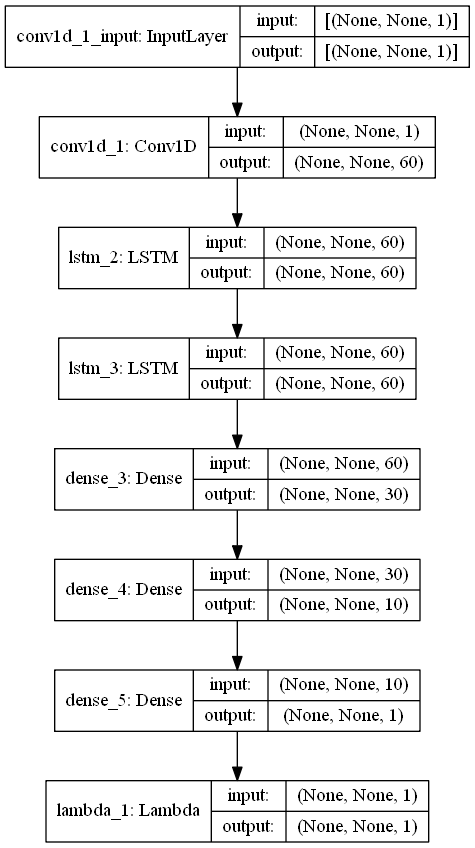 conv1d_1_input: InputLayer
input: [(None, None, 1)]
output: [(None, None, 1)]
conv1d_1: Conv1D
input: (None, None, 1)
output: (None, None, 60)
lstm_2: LSTM
input: (None, None, 60)
output: (None, None, 60)
lstm_3: LSTM
input: (None, None, 60)
output: (None, None, 60)
dense_3: Dense
input: (None, None, 60)
output: (None, None, 30)
dense_4: Dense
input: (None, None, 30)
output: (None, None, 10)
dense_5: Dense
input: (None, None, 10)
output: (None, None, 1)
lambda_1: Lambda
input: (None, None, 1)
output: (None, None, 1)